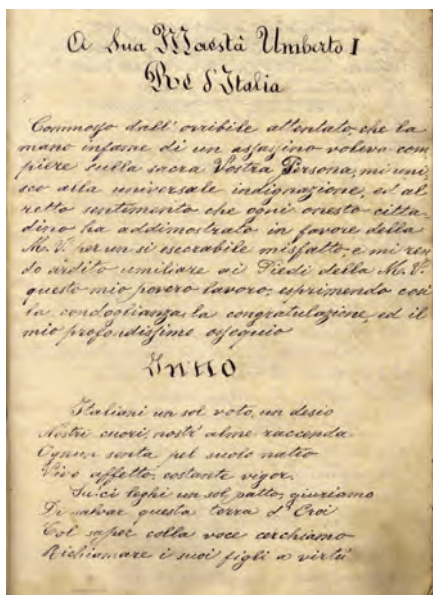 A Sua Maestà Umberto I
Re d'Italia
Commosso dall'orribile attentato, che la
mano infame di un assassino voleva com
piere sulla sacra Vostra Persona, mi uni
sco alla universale indignazione, ed al
retto sentimento che ogni onesto citta-
dino ha addimostrato in favore della
M. V. per un sì esecrabile misfatto, e mi ren
do ardito umiliare ai Piedi della M. V.
questo mio povero lavoro; esprimendo così
la condoglianza, la congratulazione, ed il
mio profondissimo ossequio
Inno
Italiani un sol voto, un desio
Nostri cuori, nostr'alme raccenda
Ognun senta pel suolo natio
Vivo affetto, costante vigor.
Su: ci leghi un sol patto, giuriamo
Di salvar questa terra d'Eroi
Col saper colla voce cerchiamo
Richiamare i suoi figli a virtù